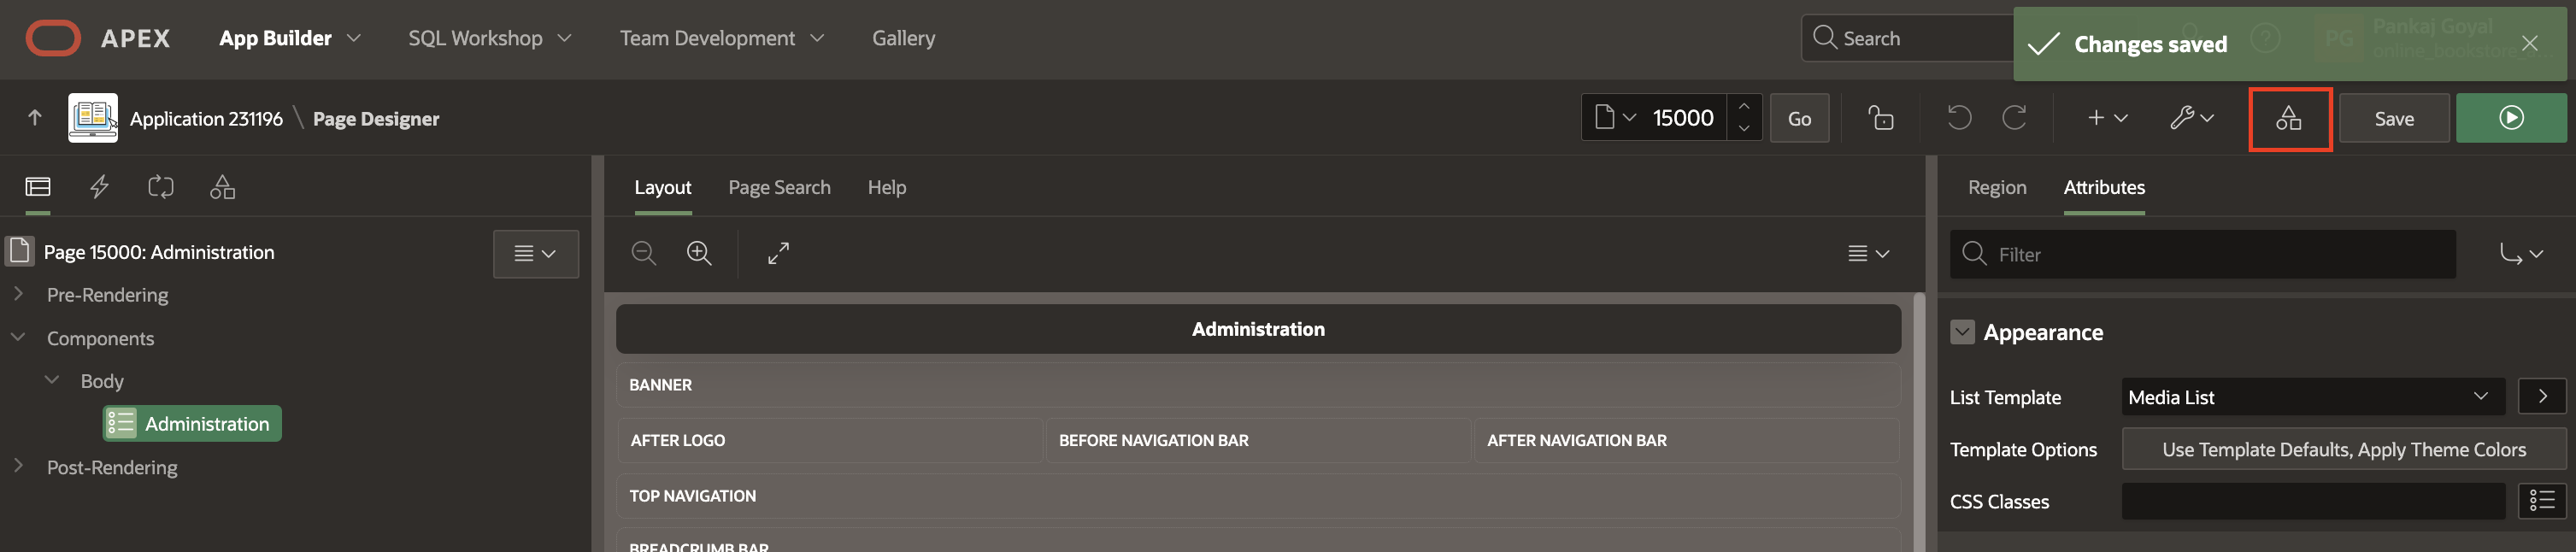 APEX
App Builder
SQL Workshop
Team Development
Gallery
Search
Changes saved
PG
Pankaj Goyal
Application 231196 \ Page Designer
15000
Go
Save
Layout
Page Search
Help
Region
Attributes
Page 15000: Administration
Filter
Pre-Rendering
Components
Body
Administration
Post-Rendering
Administration
BANNER
AFTER LOGO
BEFORE NAVIGATION BAR
AFTER NAVIGATION BAR
TOP NAVIGATION
BREADCRUMB BAR
Appearance
List Template
Media List
Template Options
Use Template Defaults, Apply Theme Colors
CSS Classes